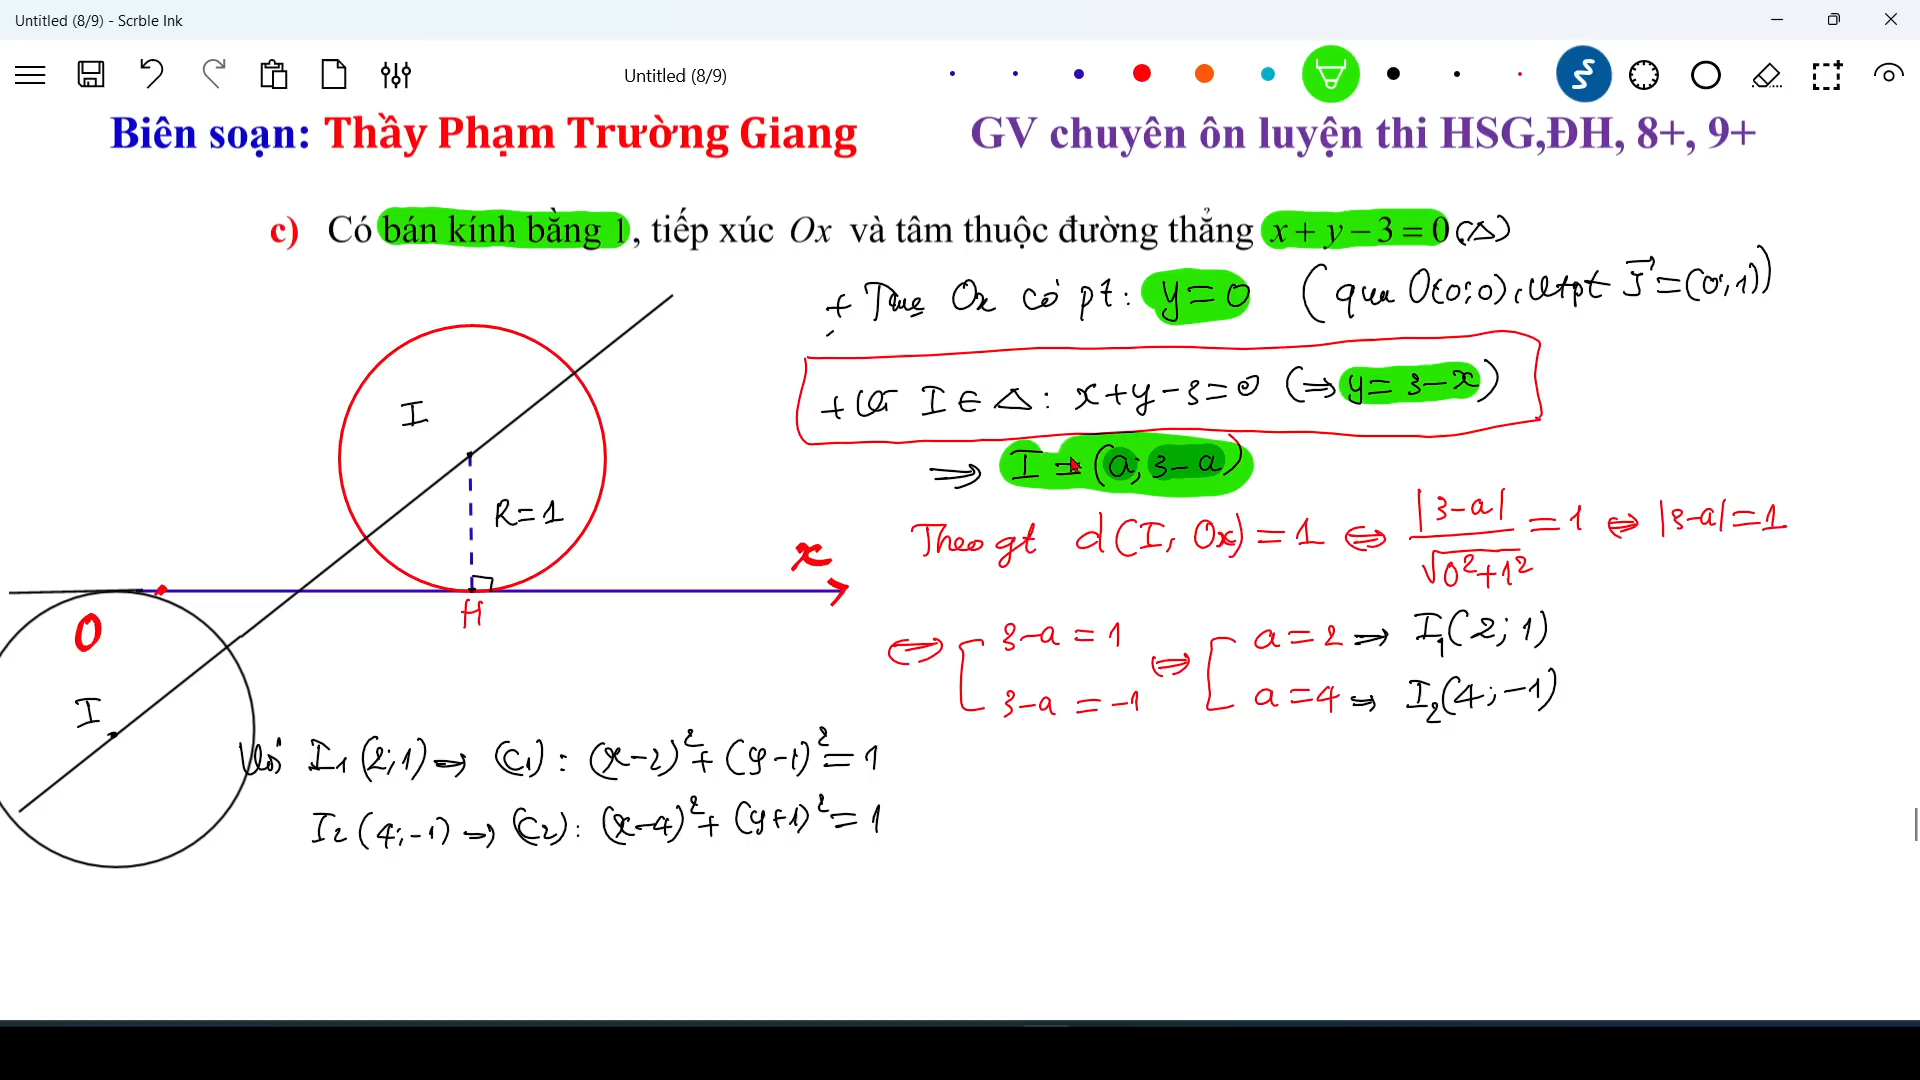 Untitled (8/9) - Scrble Ink
Untitled (8/9)
Biên soạn: Thầy Phạm Trường Giang GV chuyên ôn luyện thi HSG,ĐH, 8+, 9+
c) Có bán kính bằng 1, tiếp xúc Ox và tâm thuộc đường thẳng x + y − 3 = 0 (Δ)
+ Trục Ox có pt: y = 0 (qua O(0;0), vtpt j⃗ = (0;1))
+ Vì I ∈ Δ: x + y − 3 = 0 (⇒ y = 3 − x)
⇒ I = (a; 3 − a)
Theo gt d(I, Ox) = 1 ⇔ |3 − a| / √(0² + 1²) = 1 ⇔ |3 − a| = 1
⇔ [ 3 − a = 1 ⇔ [ a = 2 ⇒ I₁(2; 1)
3 − a = −1 a = 4 ⇒ I₂(4; −1)
I
R = 1
x
H
O
I
Với I₁(2; 1) ⇒ (C₁): (x − 2)² + (y − 1)² = 1
I₂(4; −1) ⇒ (C₂): (x − 4)² + (y + 1)² = 1